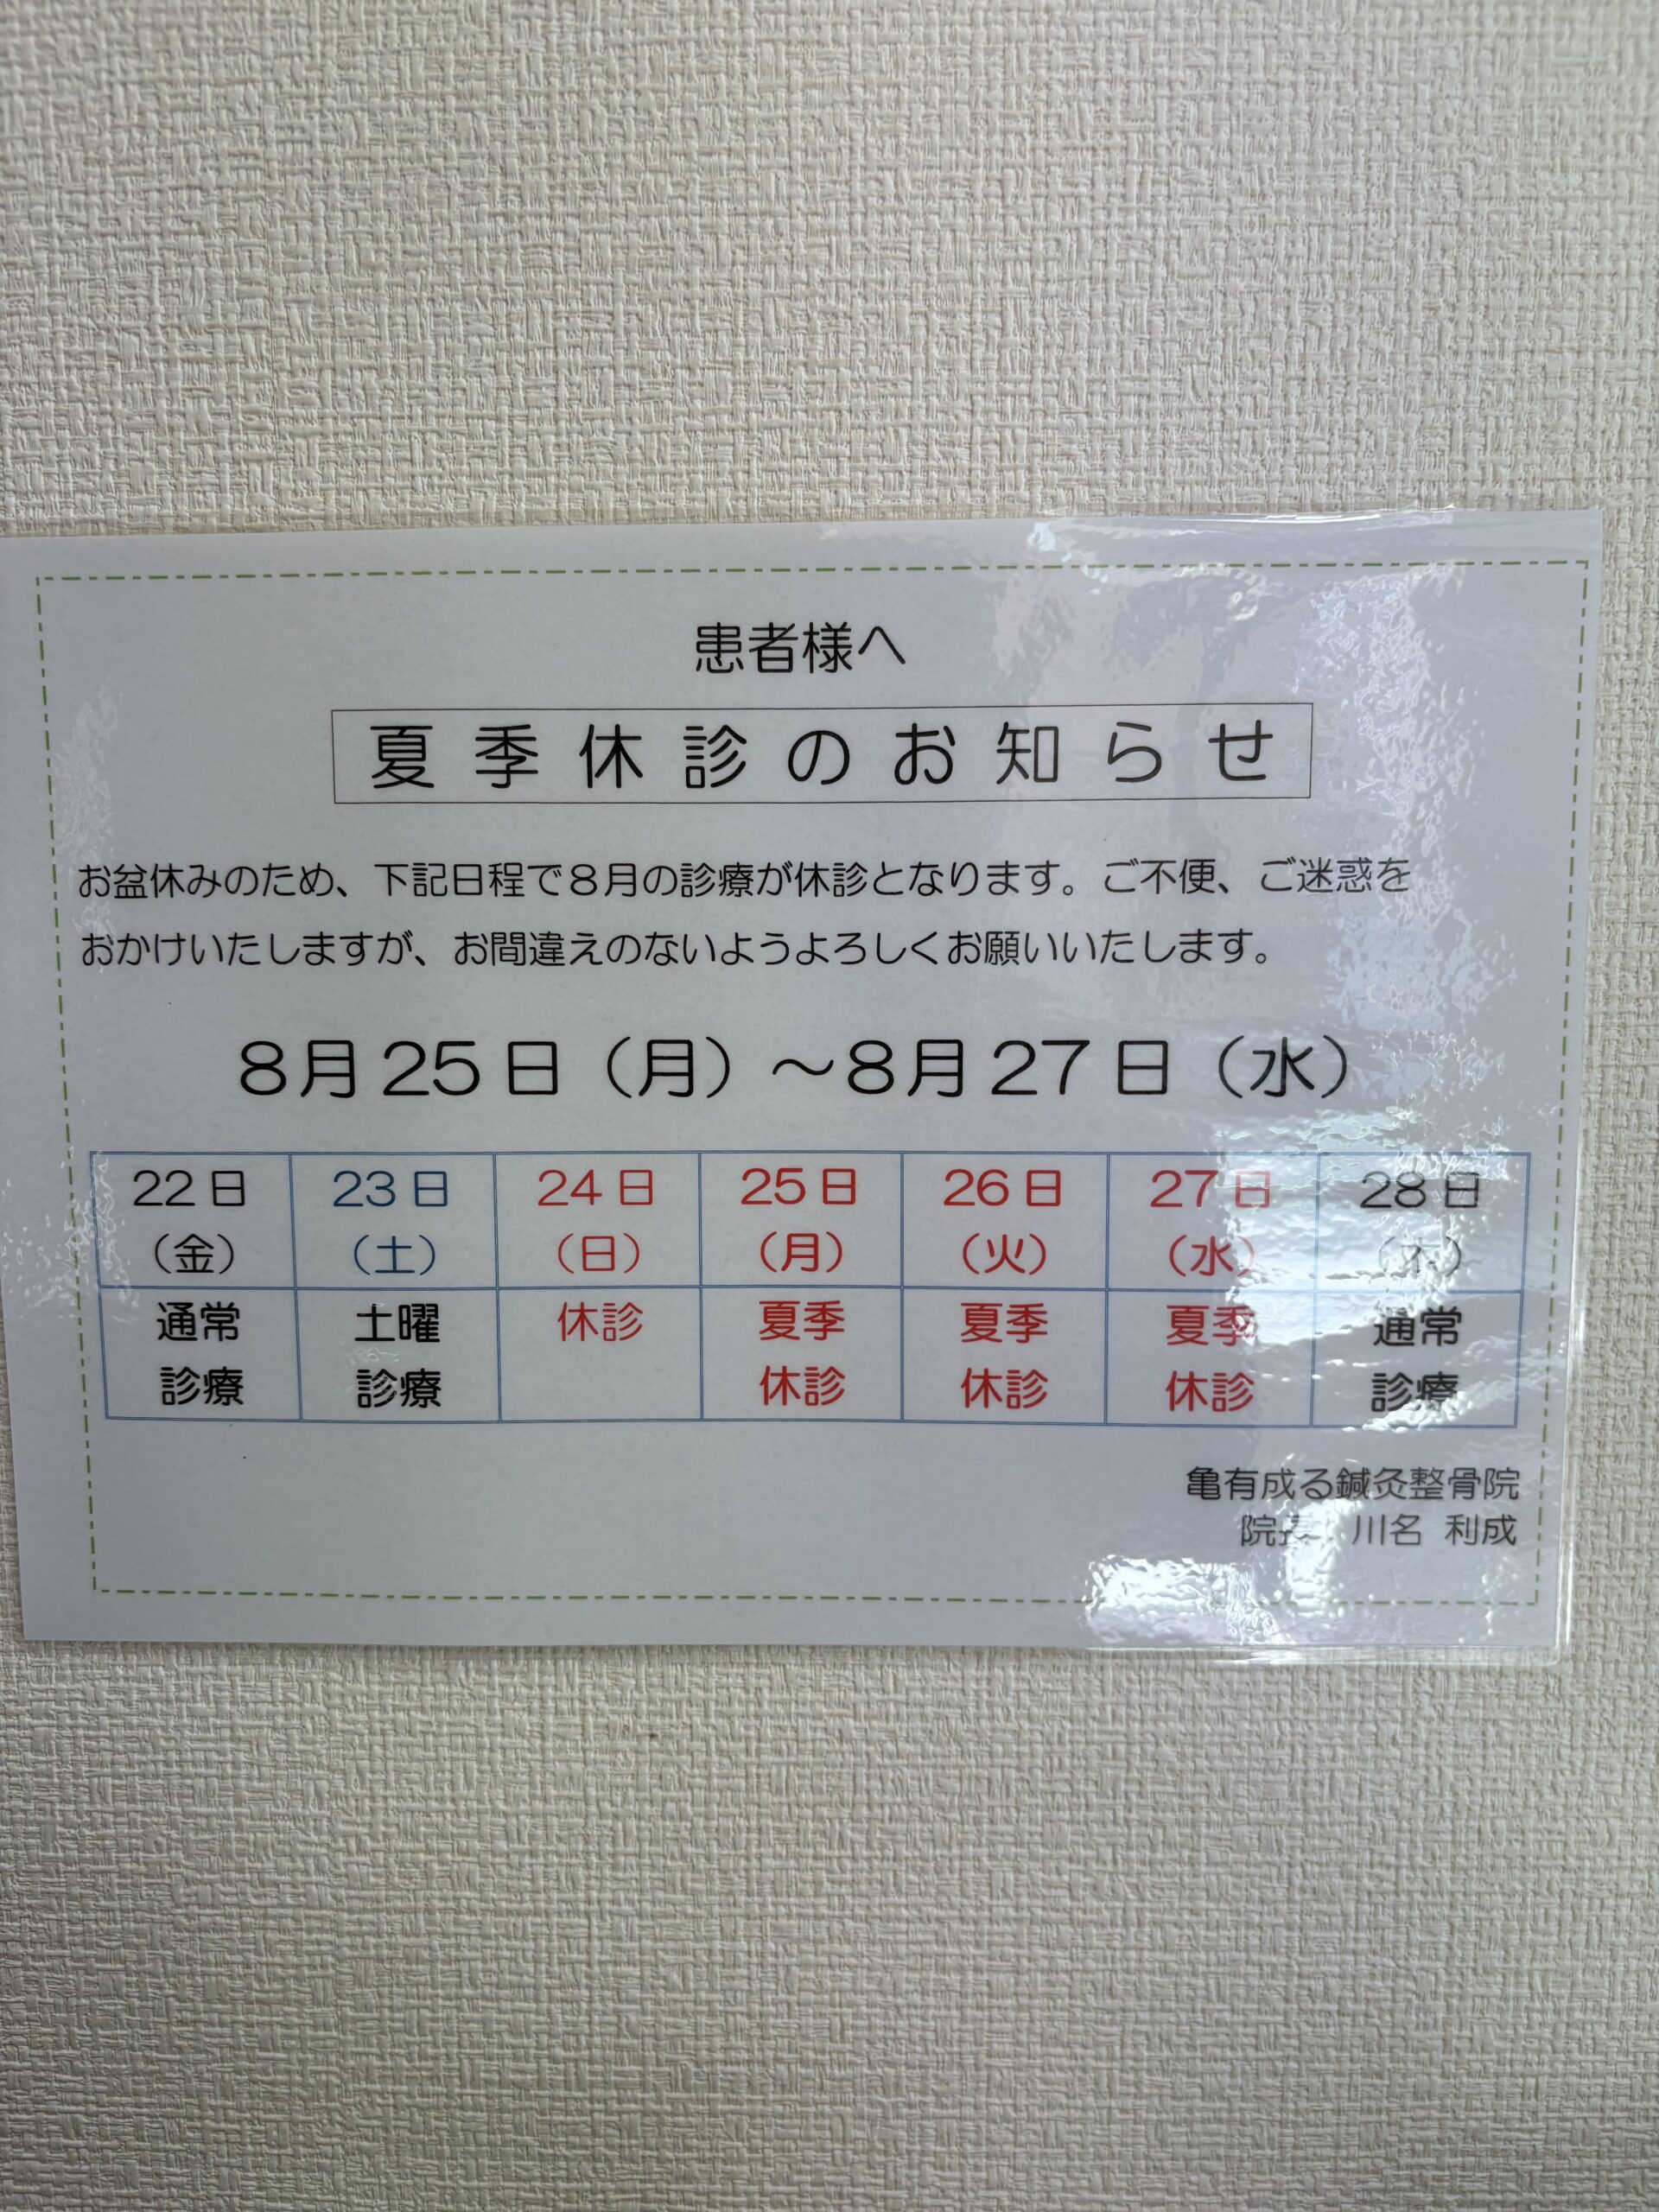 患者様へ
夏季休診のお知らせ
お盆休みのため、下記日程で８月の診療が休診となります。ご不便、ご迷惑を
おかけいたしますが、お間違えのないようよろしくお願いいたします。
8月25日（月）～8月27日（水）
22日 23日 24日 25日 26日 27日 28日
（金） （土） （日） （月） （火） （水） （木）
通常 土曜 休診 夏季 夏季 夏季 通常
診療 診療 休診 休診 休診 診療
亀有成る鍼灸整骨院
院長 川名 利成